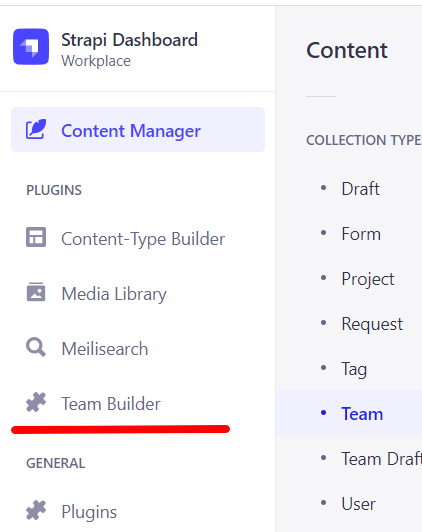 Strapi Dashboard
Workplace
Content Manager
PLUGINS
Content-Type Builder
Media Library
Meilisearch
Team Builder
GENERAL
Plugins
Content
COLLECTION TYPE
Draft
Form
Project
Request
Tag
Team
Team Draft
User